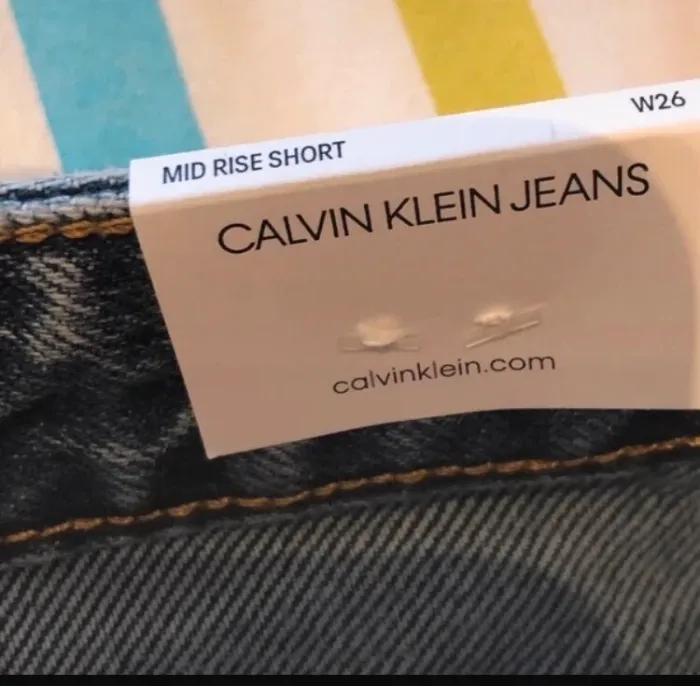 MID RISE SHORT W26
CALVIN KLEIN JEANS
calvinklein.com